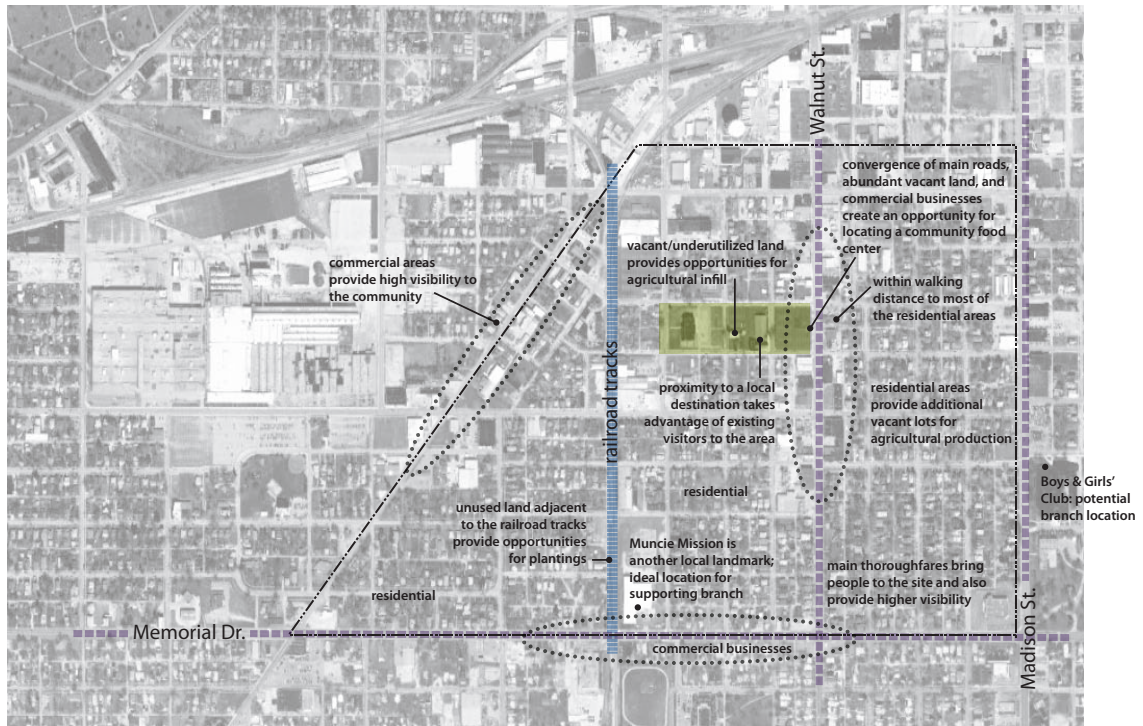 Walnut St.
convergence of main roads,
abundant vacant land, and
commercial businesses
create an opportunity for
locating a community food
center
vacant/underutilized land
provides opportunities for
agricultural infill
commercial areas
provide high visibility to
the community
within walking
distance to most of
the residential areas
railroad tracks
proximity to a local
destination takes
advantage of existing
visitors to the area
residential areas
provide additional
vacant lots for
agricultural production
residential
Boys & Girls'
Club: potential
branch location
unused land adjacent
to the railroad tracks
provide opportunities
for plantings
Muncie Mission is
another local landmark;
ideal location for
supporting branch
main thoroughfares bring
people to the site and also
provide higher visibility
residential
Memorial Dr.
commercial businesses
Madison St.